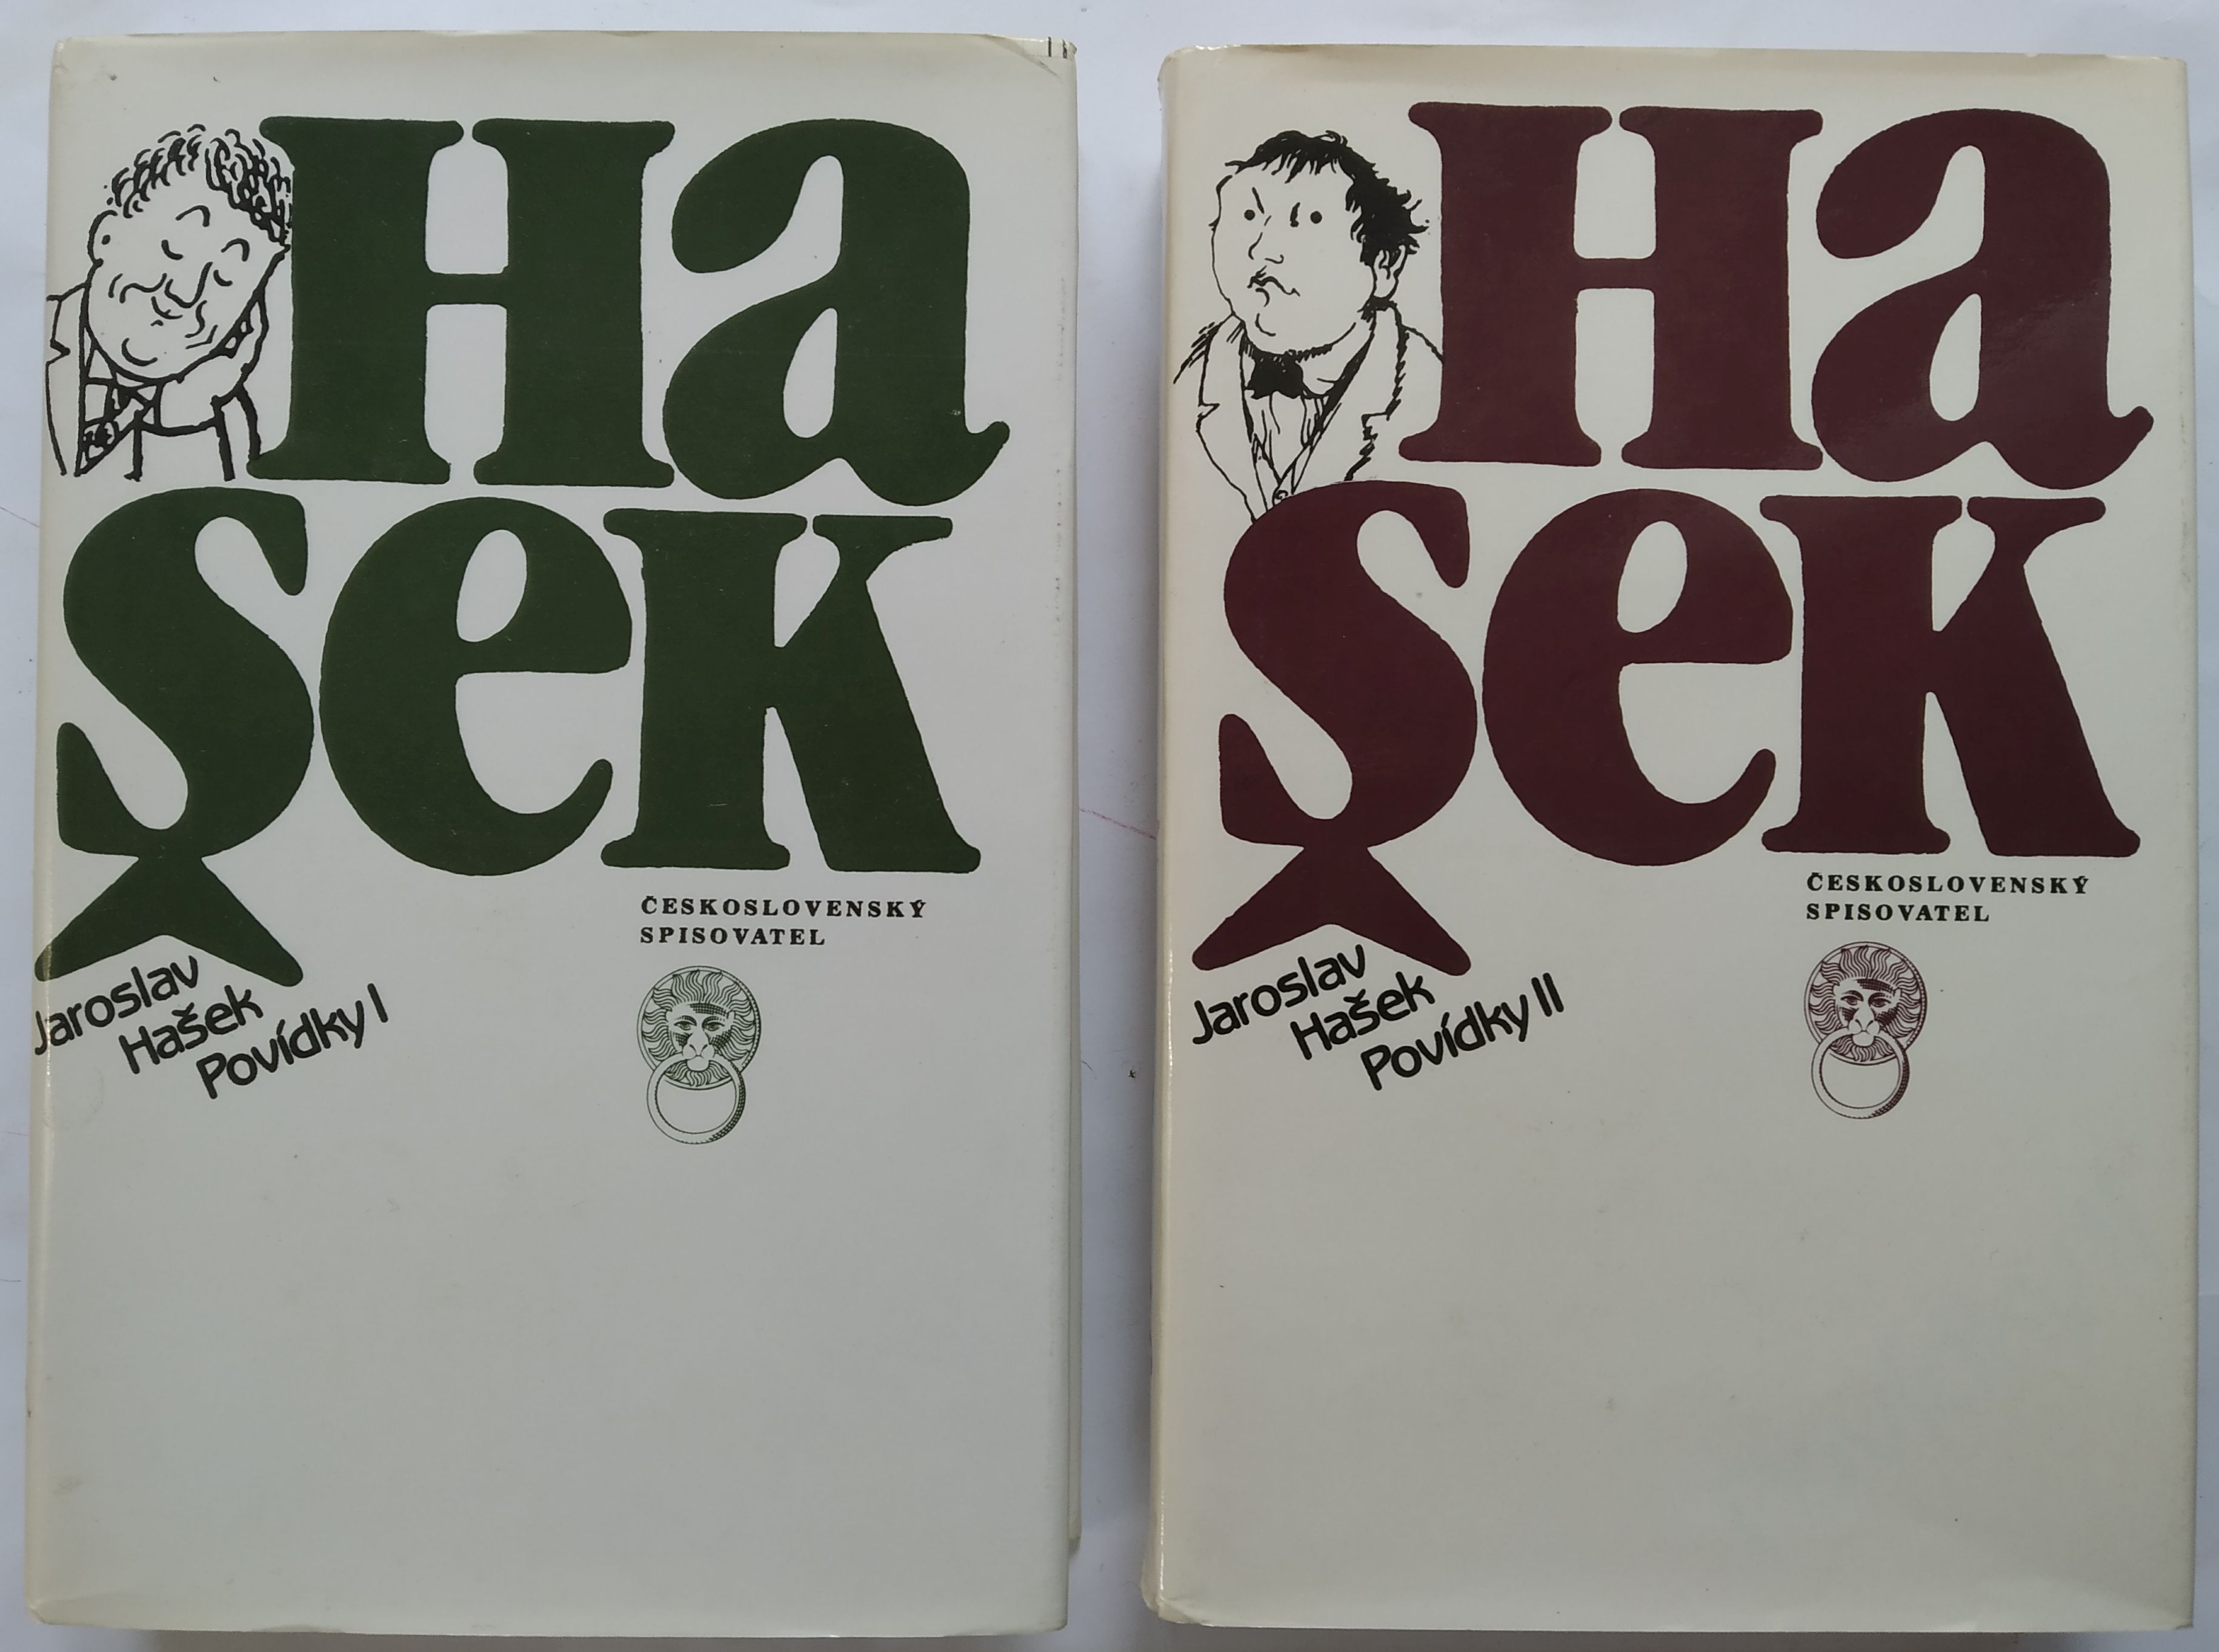 Ha
šek
ČESKOSLOVENSKÝ
SPISOVATEL
Jaroslav
Hašek
Povídky I
Ha
šek
ČESKOSLOVENSKÝ
SPISOVATEL
Jaroslav
Hašek
Povídky II